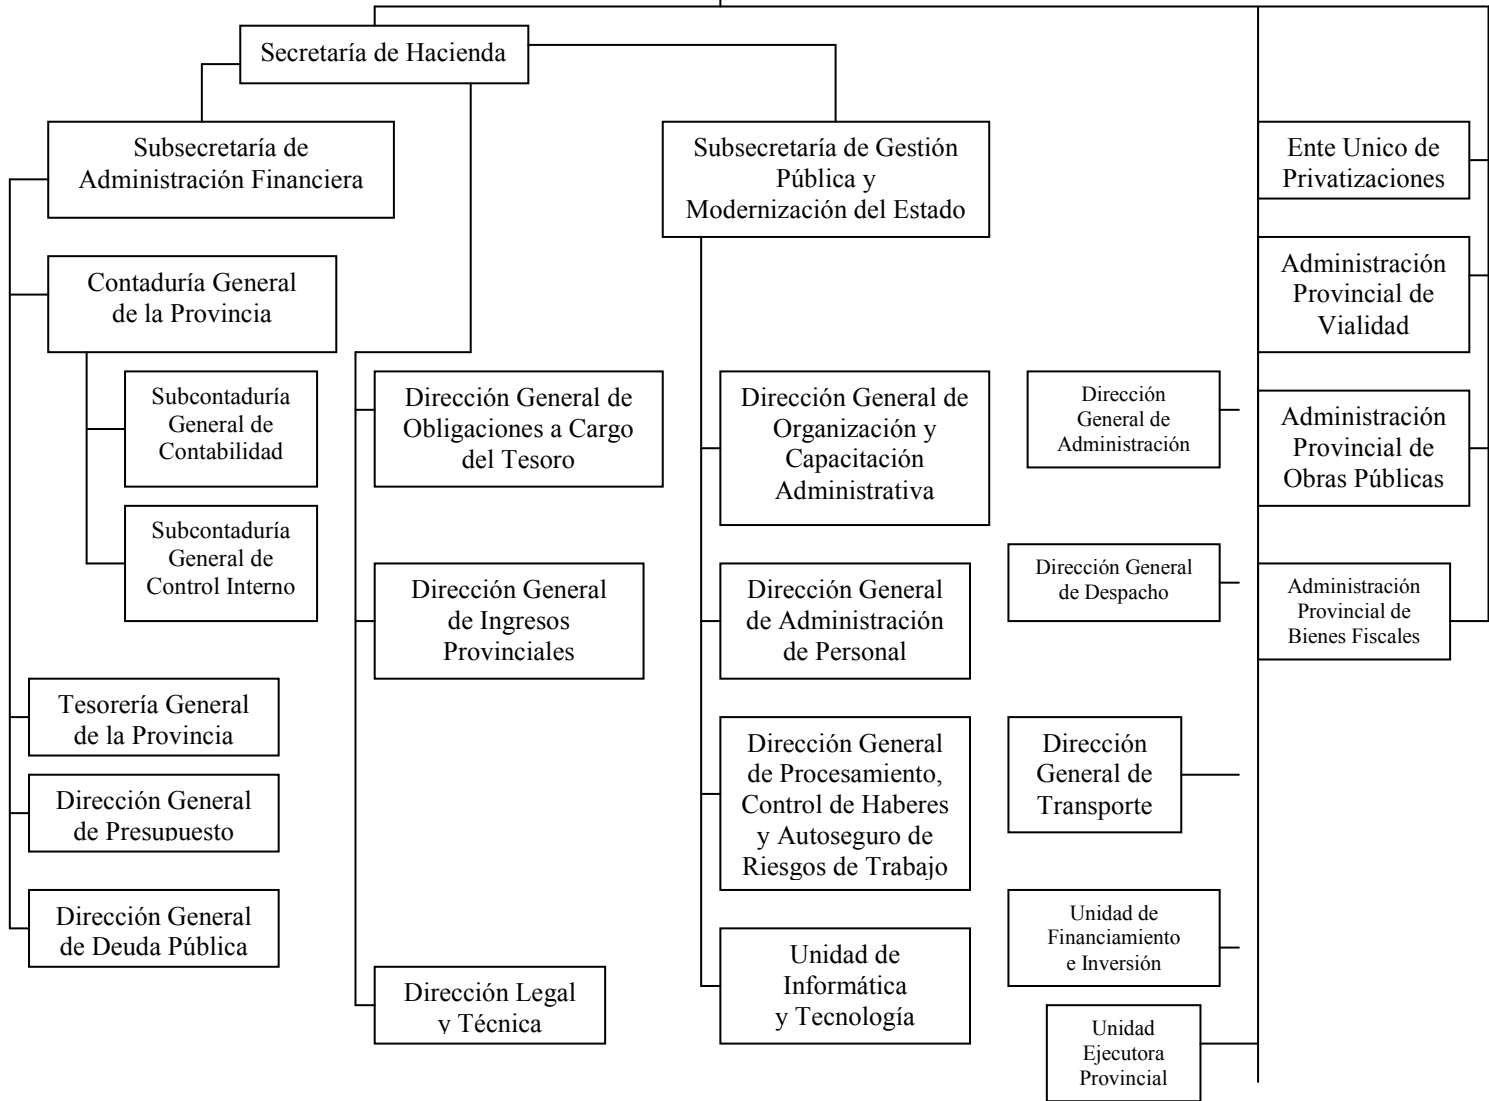 Secretaría de Hacienda
Subsecretaría de
Administración Financiera
Subsecretaría de Gestión
Pública y
Modernización del Estado
Ente Unico de
Privatizaciones
Contaduría General
de la Provincia
Administración
Provincial de
Vialidad
Subcontaduría
General de
Contabilidad
Dirección General de
Obligaciones a Cargo
del Tesoro
Dirección General de
Organización y
Capacitación
Administrativa
Dirección
General de
Administración
Administración
Provincial de
Obras Públicas
Subcontaduría
General de
Control Interno
Dirección General
de Ingresos
Provinciales
Dirección General
de Administración
de Personal
Dirección General
de Despacho
Administración
Provincial de
Bienes Fiscales
Tesorería General
de la Provincia
Dirección General
de Procesamiento,
Control de Haberes
y Autoseguro de
Riesgos de Trabajo
Dirección
General de
Transporte
Dirección General
de Presupuesto
Dirección General
de Deuda Pública
Unidad de
Financiamiento
e Inversión
Dirección Legal
y Técnica
Unidad de
Informática
y Tecnología
Unidad
Ejecutora
Provincial